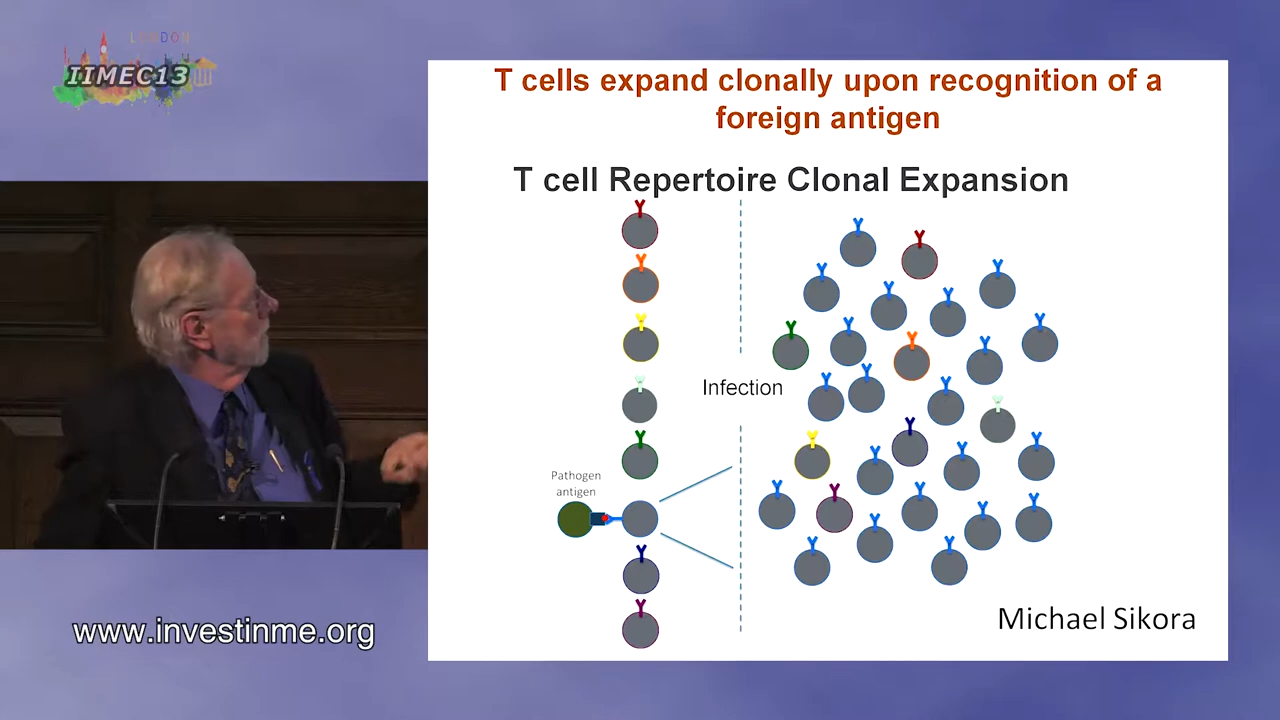 LONDON
IIMEC13
T cells expand clonally upon recognition of a
foreign antigen
T cell Repertoire Clonal Expansion
Infection
Pathogen
antigen
Michael Sikora
www.investinme.org